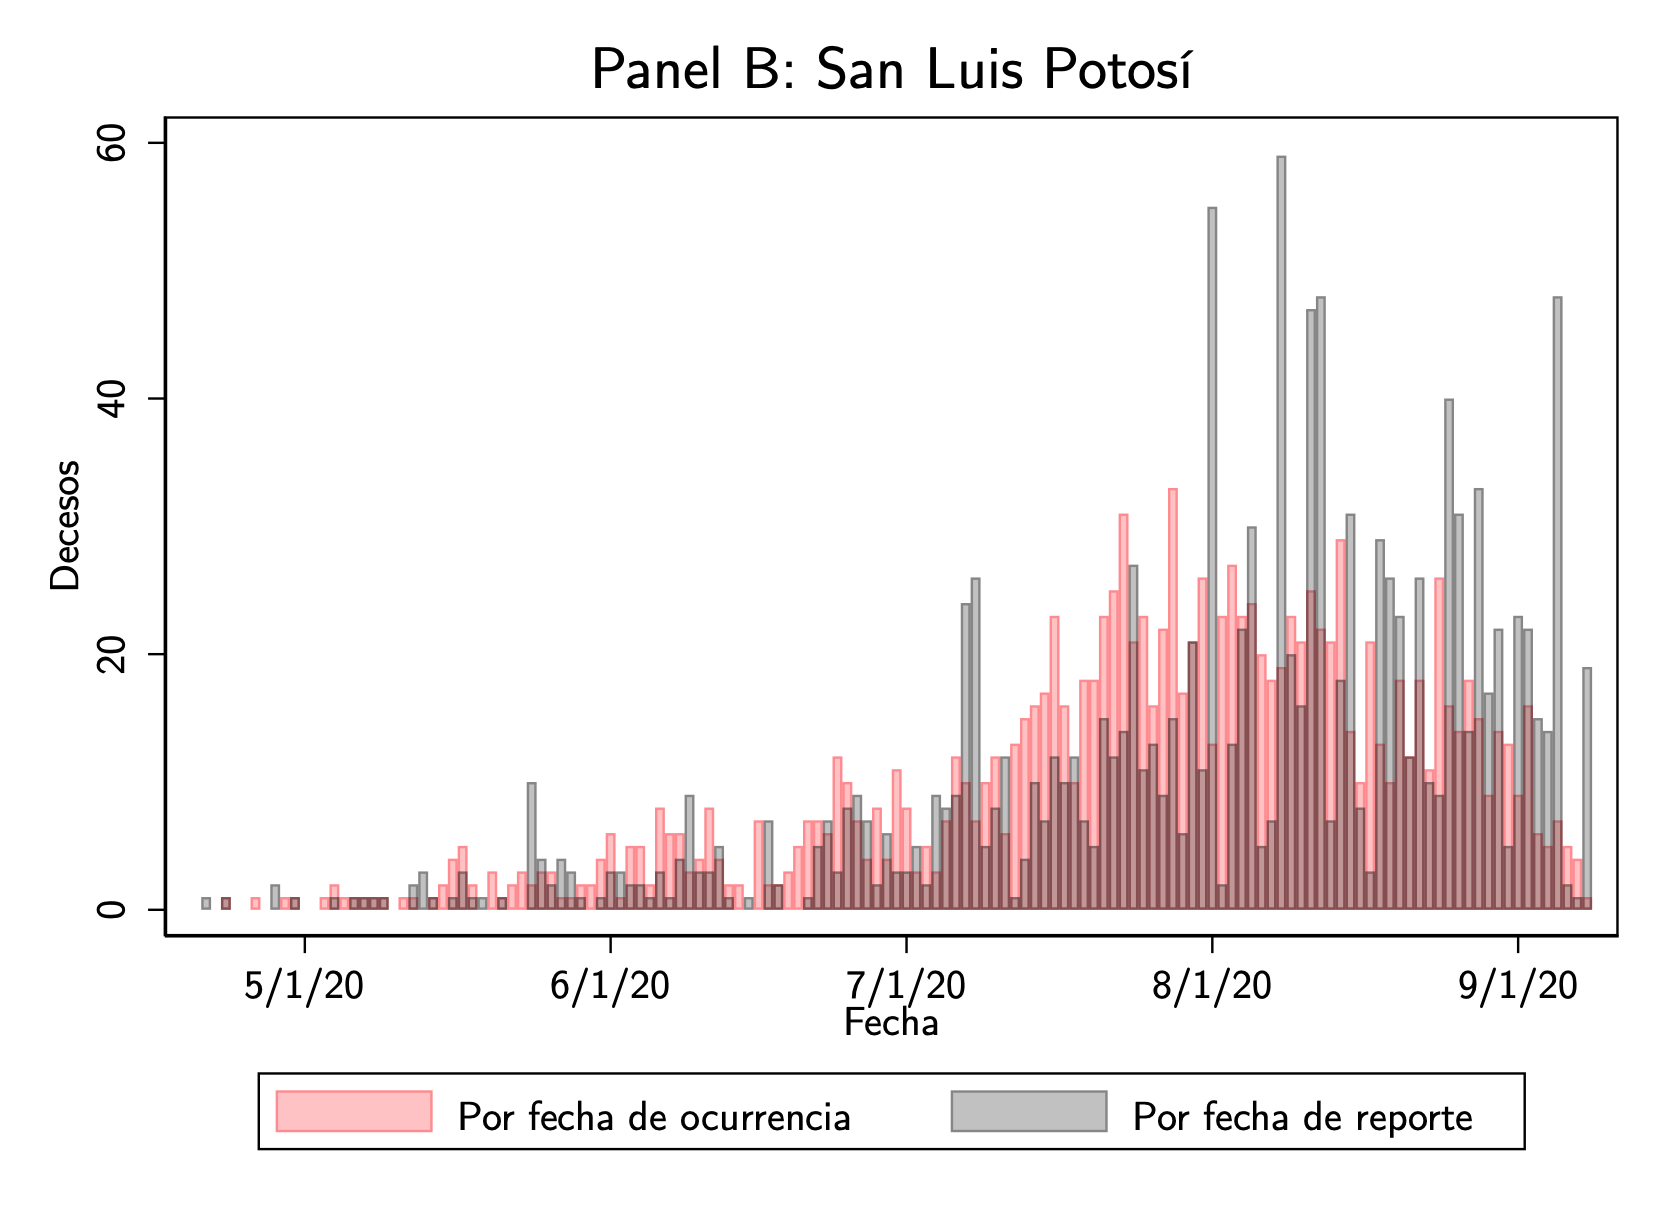 Panel B: San Luis Potosí
60
40
20
0
Decesos
5/1/20 6/1/20 7/1/20 8/1/20 9/1/20
Fecha
Por fecha de ocurrencia Por fecha de reporte